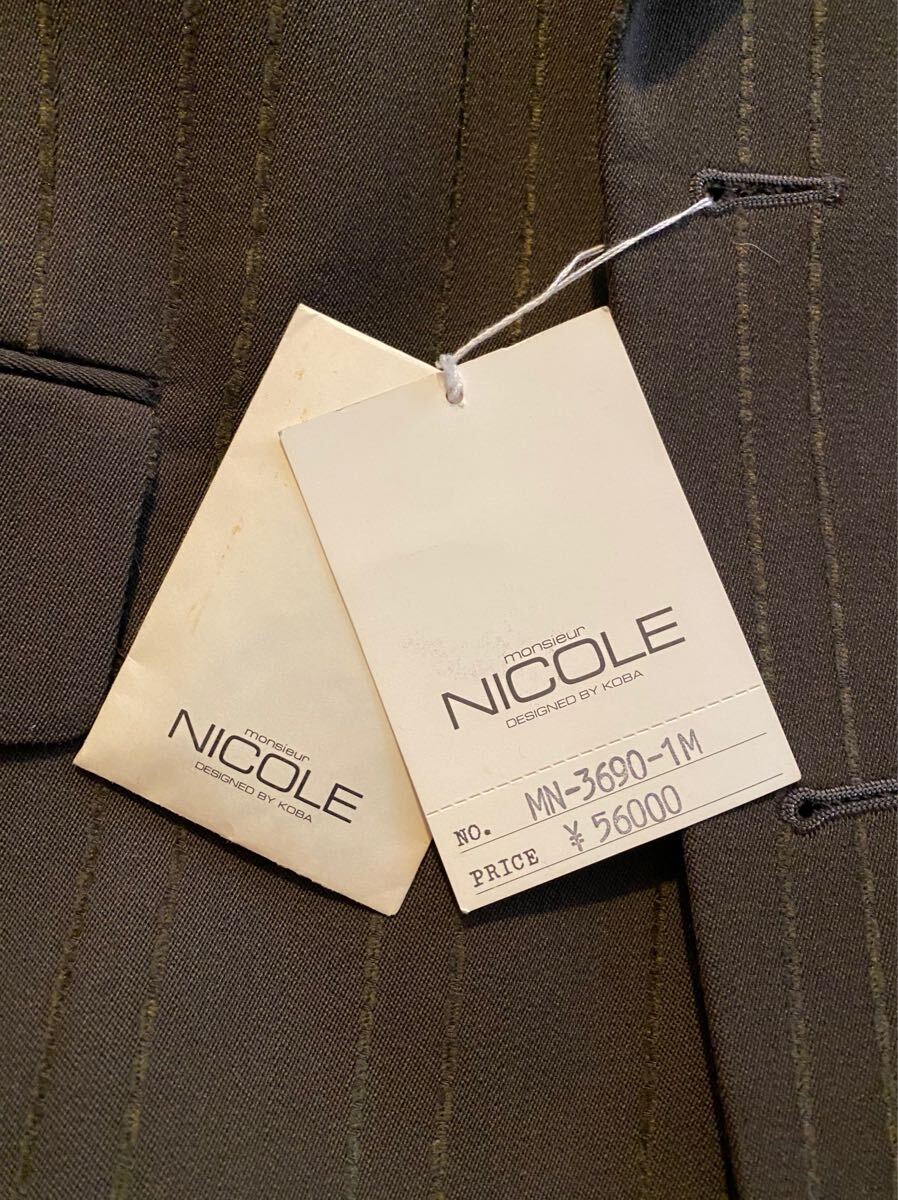 monsieur
NICOLE
DESIGNED BY KOBA
monsieur
NICOLE
DESIGNED BY KOBA
NO. MN-3690-1M
PRICE ¥56000